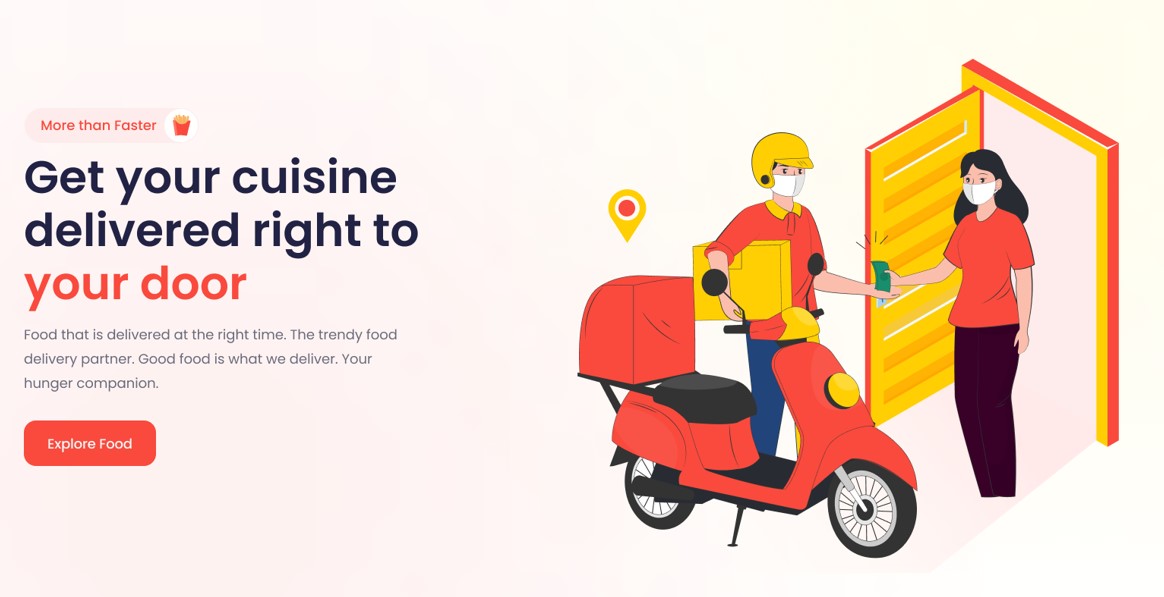 More than Faster
Get your cuisine
delivered right to
your door
Food that is delivered at the right time. The trendy food
delivery partner. Good food is what we deliver. Your
hunger companion.
Explore Food